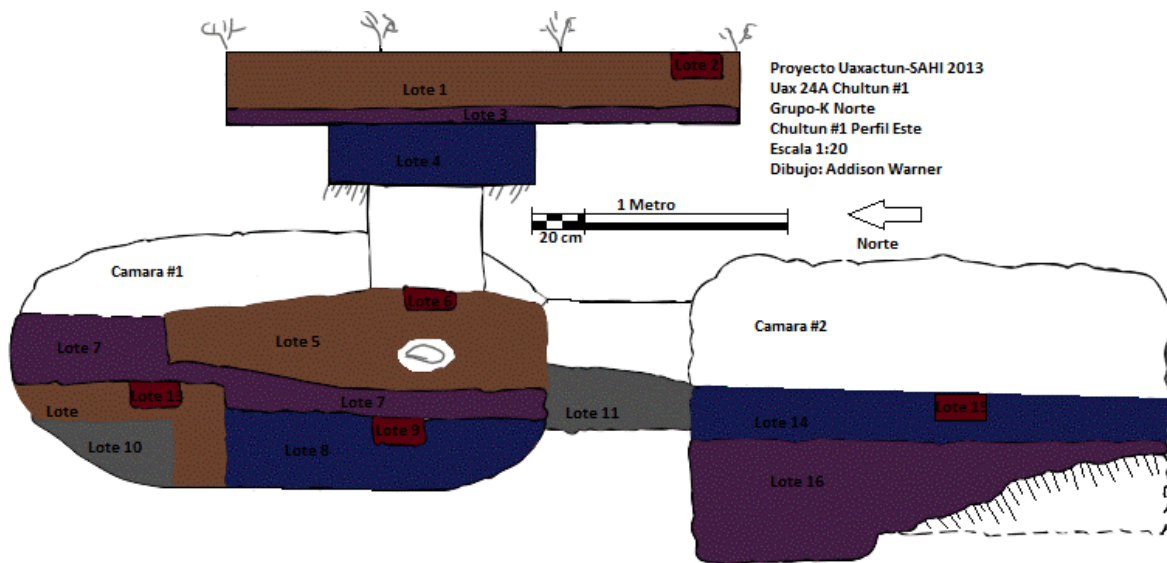 Proyecto Uaxactun-SAHI 2013
Uax 24A Chultun #1
Grupo-K Norte
Chultun #1 Perfil Este
Escala 1:20
Dibujo: Addison Warner
Lote 2
Lote 1
Lote 3
Lote 4
1 Metro
20 cm
Norte
Camara #1
Lote 6
Lote 5
Lote 7
Camara #2
Lote 13
Lote 7
Lote
Lote 11
Lote 15
Lote 14
Lote 9
Lote 10
Lote 8
Lote 16